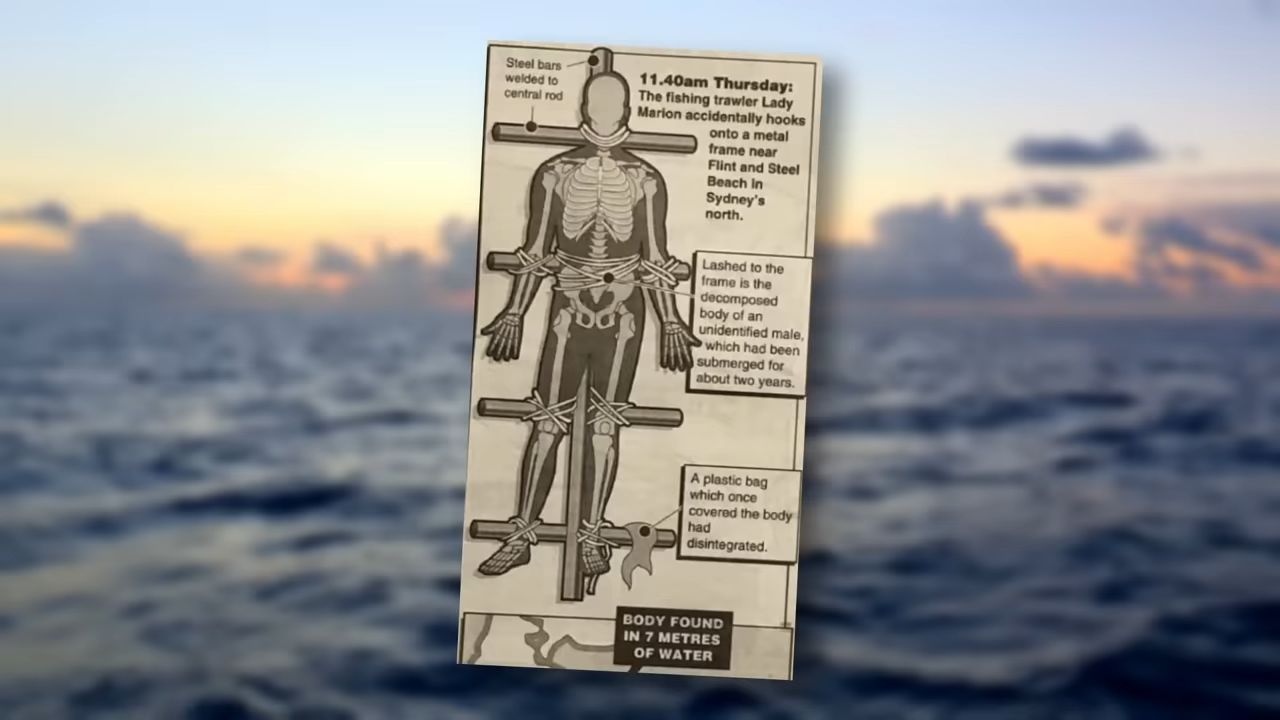 Steel bars
welded to
central rod
11.40am Thursday:
The fishing trawler Lady
Marion accidentally hooks
onto a metal
frame near
Flint and Steel
Beach in
Sydney's
north.
Lashed to the
frame is the
decomposed
body of an
unidentified male,
which had been
submerged for
about two years.
A plastic bag
which once
covered the body
had
disintegrated.
BODY FOUND
IN 7 METRES
OF WATER